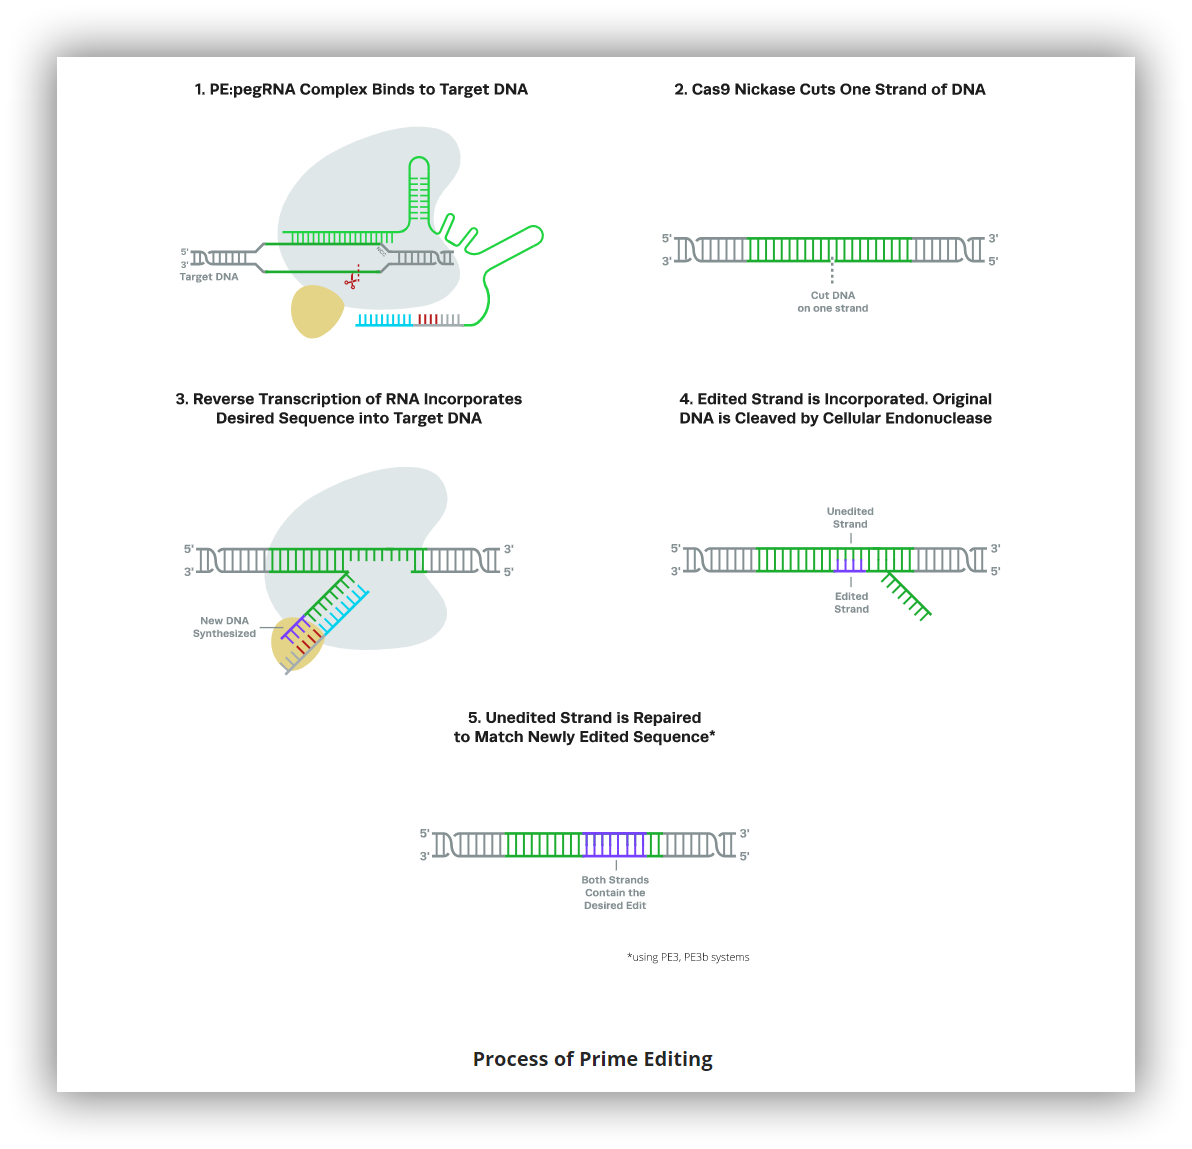 1. PE:pegRNA Complex Binds to Target DNA
5'
3'
Target DNA
2. Cas9 Nickase Cuts One Strand of DNA
5'
3'
3'
5'
Cut DNA
on one strand
3. Reverse Transcription of RNA Incorporates
Desired Sequence into Target DNA
5'
3'
3'
5'
New DNA
Synthesized
4. Edited Strand is Incorporated. Original
DNA is Cleaved by Cellular Endonuclease
Unedited
Strand
5'
3'
3'
5'
Edited
Strand
5. Unedited Strand is Repaired
to Match Newly Edited Sequence*
5'
3'
3'
5'
Both Strands
Contain the
Desired Edit
*using PE3, PE3b systems
Process of Prime Editing